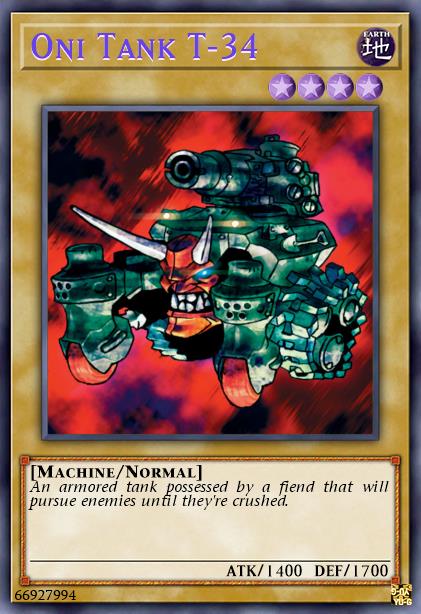 Oni Tank T-34
EARTH
地
[Machine/Normal]
An armored tank possessed by a fiend that will
pursue enemies until they're crushed.
ATK/1400 DEF/1700
66927994